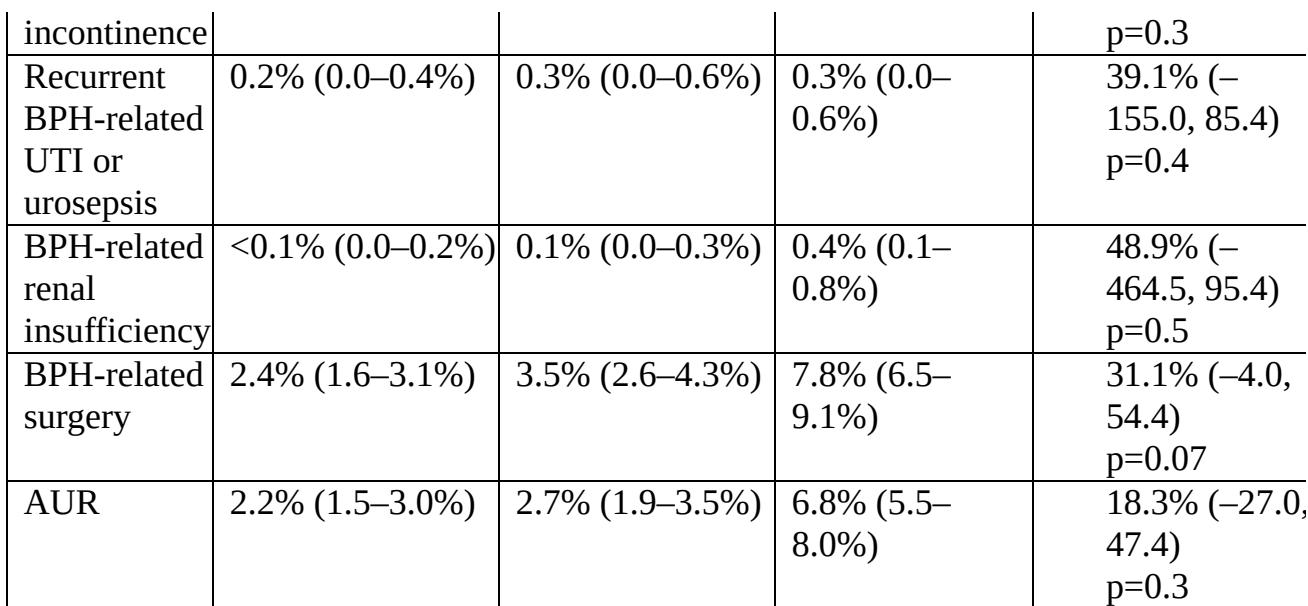 incontinence p=0.3
Recurrent 0.2% (0.0–0.4%) 0.3% (0.0–0.6%) 0.3% (0.0– 39.1% (–
BPH-related 0.6%) 155.0, 85.4)
UTI or p=0.4
urosepsis
BPH-related <0.1% (0.0–0.2%) 0.1% (0.0–0.3%) 0.4% (0.1– 48.9% (–
renal 0.8%) 464.5, 95.4)
insufficiency p=0.5
BPH-related 2.4% (1.6–3.1%) 3.5% (2.6–4.3%) 7.8% (6.5– 31.1% (–4.0,
surgery 9.1%) 54.4)
p=0.07
AUR 2.2% (1.5–3.0%) 2.7% (1.9–3.5%) 6.8% (5.5– 18.3% (–27.0,
8.0%) 47.4)
p=0.3